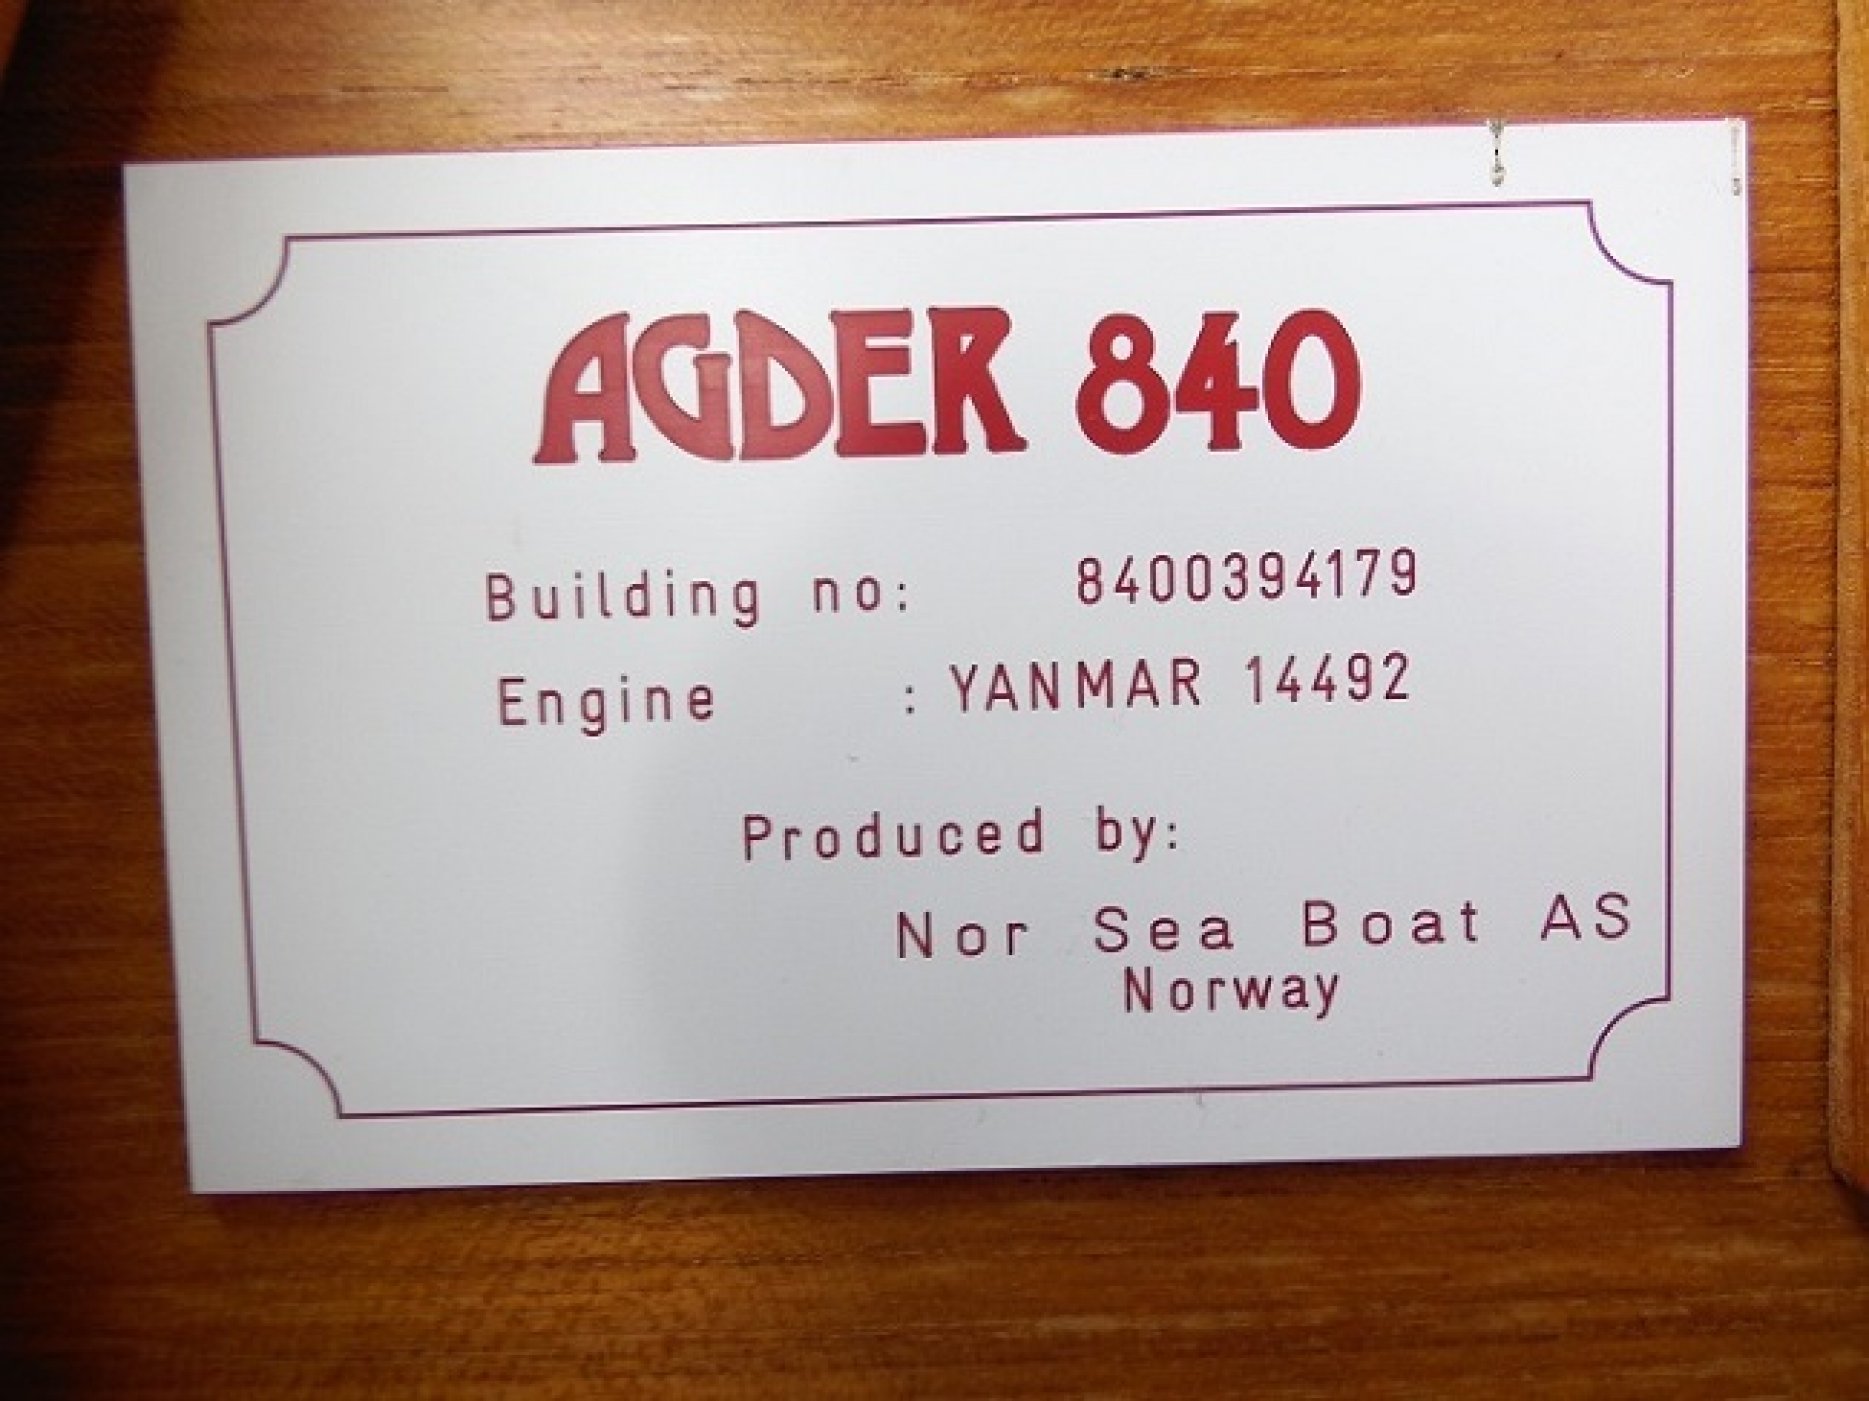 AGDER 840
Building no: 8400394179
Engine : YANMAR 14492
Produced by:
Nor Sea Boat AS
Norway